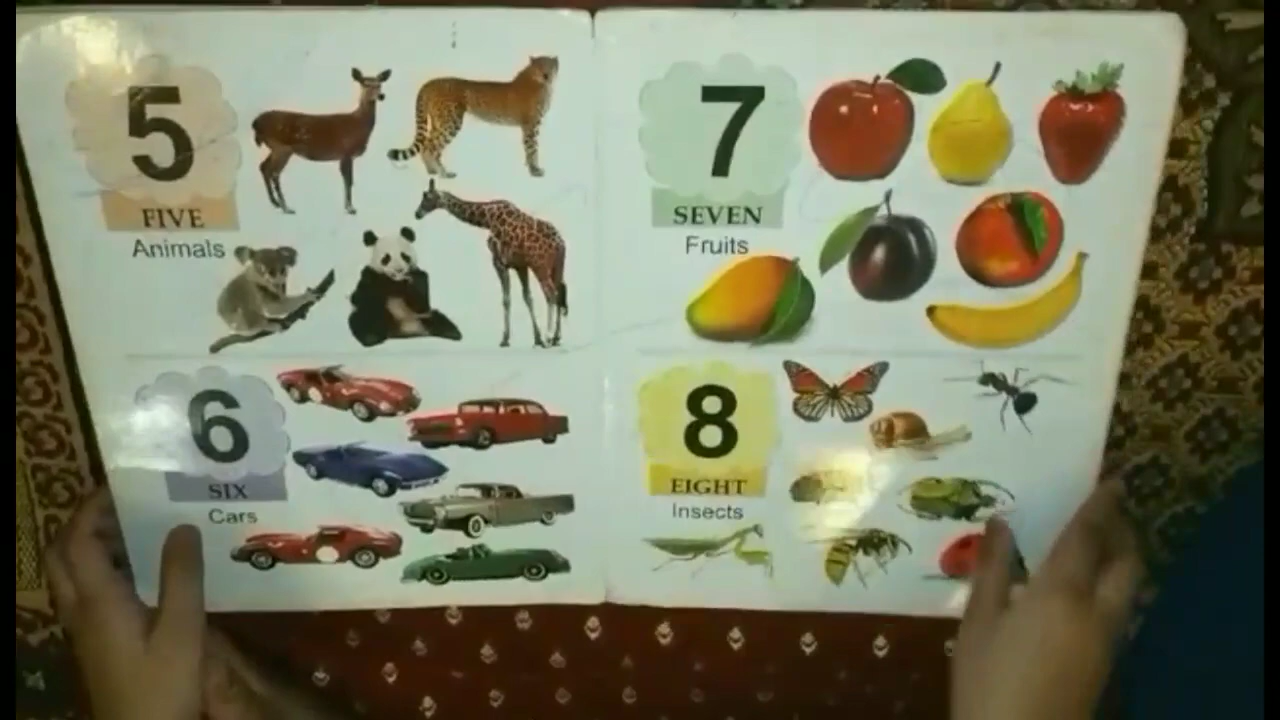 5
FIVE
Animals
6
SIX
Cars
7
SEVEN
Fruits
8
EIGHT
Insects